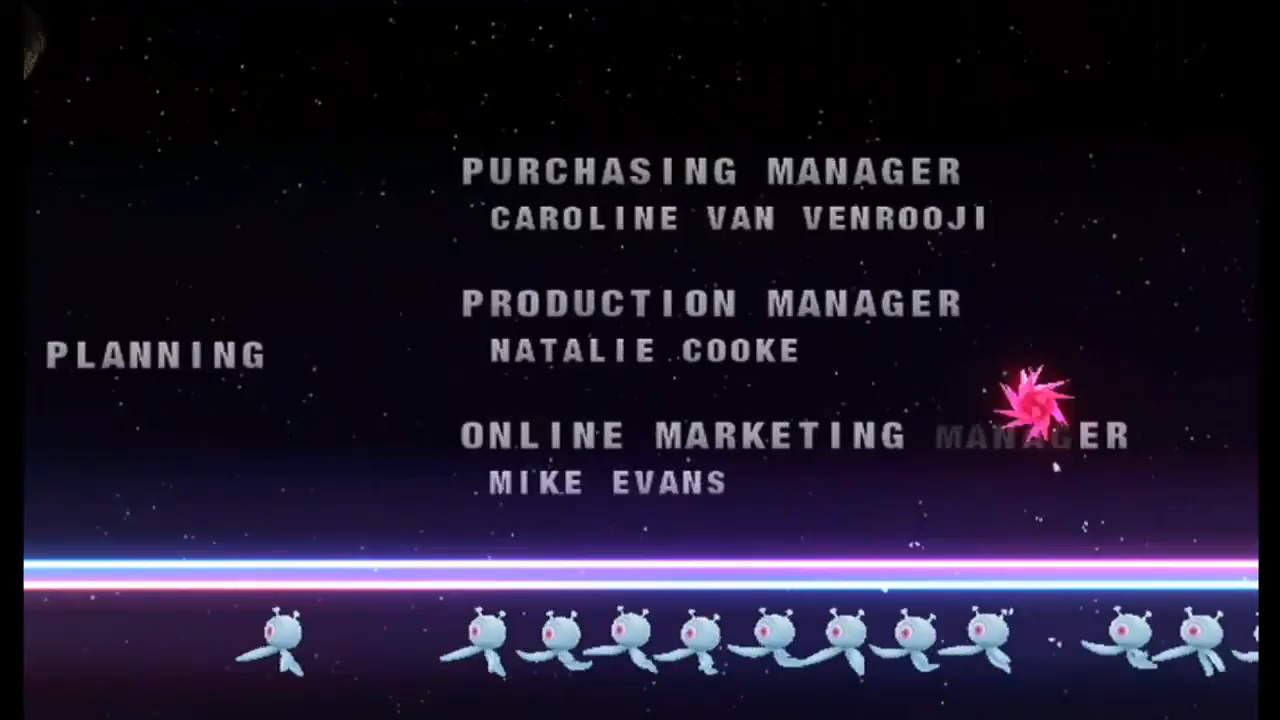 PURCHASING MANAGER
CAROLINE VAN VENROOJI
PRODUCTION MANAGER
NATALIE COOKE
PLANNING
ONLINE MARKETING MANAGER
MIKE EVANS